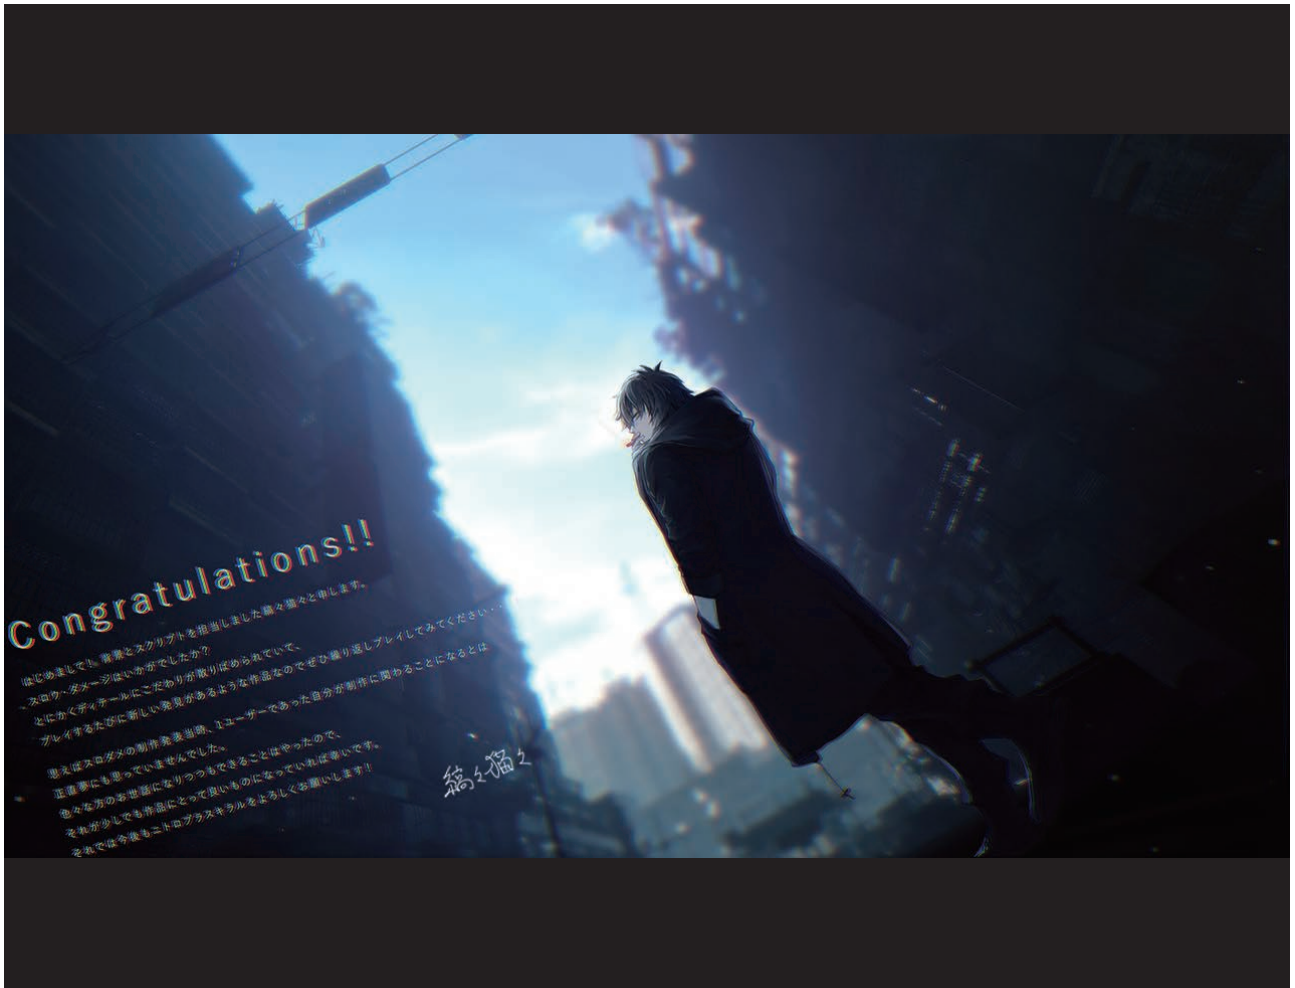 Congratulations!!
はじめまして！、背景とスクリプトを担当しました縞々猫々と申します。
スロウ・ダメージはいかがでしたか？
とにかくディテールにこだわりが散りばめられていて、
プレイするたびに新しい発見があるような作品なのでぜひ繰り返しプレイしてみてください・・
思えばスロダメの制作発表当時、1ユーザーであった自分が制作に関わることになるとは
正直夢にも思っていませんでした。
色々な方のお世話になりつつもできることはやったので、
それが少しでも作品にとって良いものになっていれば幸いです。
それでは今後もニトロプラスキラルをよろしくお願いします！
縞々猫々